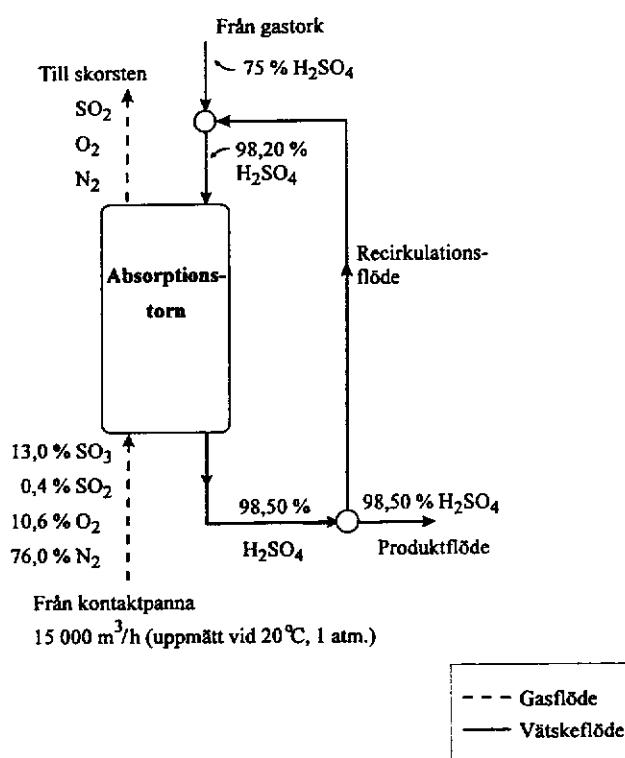 Från gastork
75 % H₂SO₄
Till skorsten
SO₂
O₂
N₂
98,20 %
H₂SO₄
Absorptions-
torn
Recirkulations-
flöde
13,0 % SO₃
0,4 % SO₂
10,6 % O₂
76,0 % N₂
98,50 %
H₂SO₄
98,50 % H₂SO₄
Produktflöde
Från kontaktpanna
15 000 m³/h (uppmätt vid 20 °C, 1 atm.)
Gasflöde
Vätskeflöde